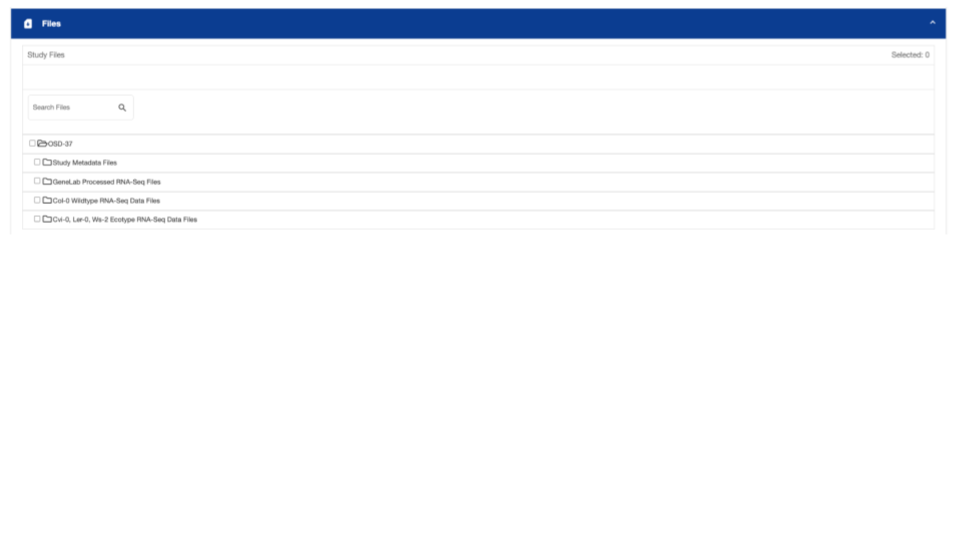 Files
Study Files
Selected: 0
Search Files
OSD-37
Study Metadata Files
GeneLab Processed RNA-Seq Files
Col-0 Wildtype RNA-Seq Data Files
Cvi-0, Ler-0, Ws-2 Ecotype RNA-Seq Data Files